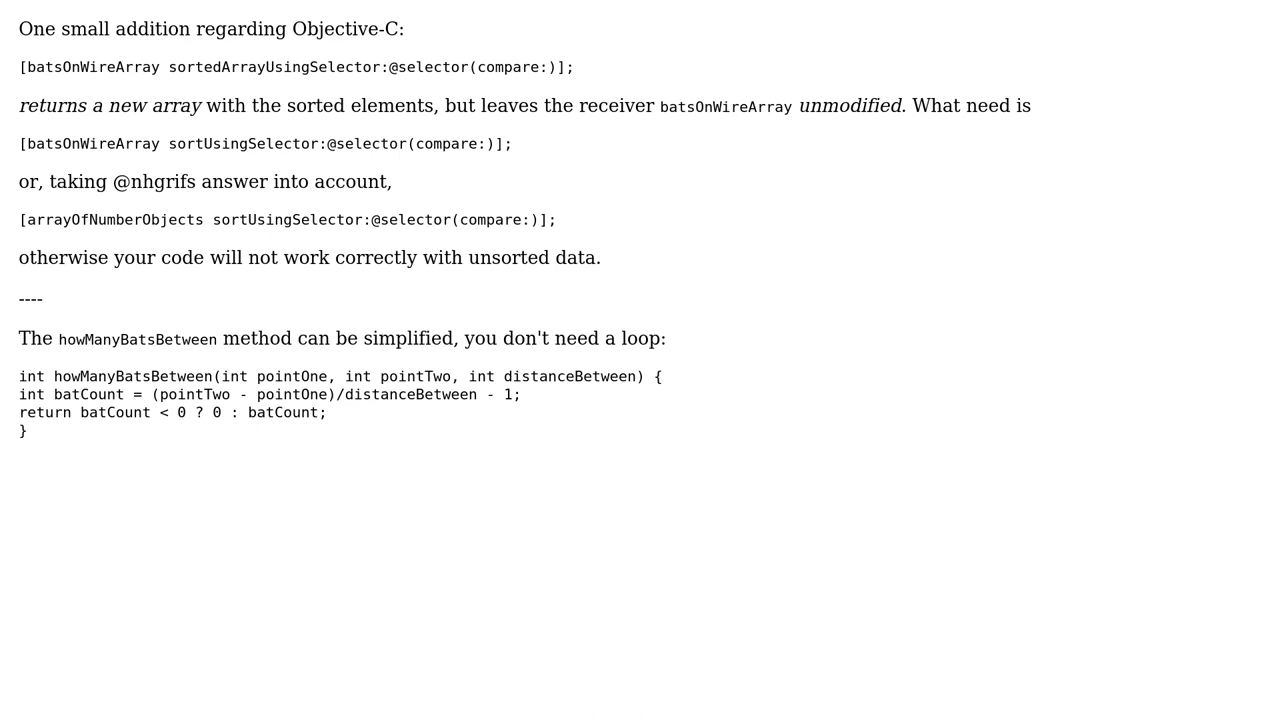 One small addition regarding Objective-C:
[batsOnWireArray sortedArrayUsingSelector:@selector(compare:)];
returns a new array with the sorted elements, but leaves the receiver batsOnWireArray unmodified. What need is
[batsOnWireArray sortUsingSelector:@selector(compare:)];
or, taking @nhgrifs answer into account,
[arrayOfNumberObjects sortUsingSelector:@selector(compare:)];
otherwise your code will not work correctly with unsorted data.
----
The howManyBatsBetween method can be simplified, you don't need a loop:
int howManyBatsBetween(int pointOne, int pointTwo, int distanceBetween) {
int batCount = (pointTwo - pointOne)/distanceBetween - 1;
return batCount < 0 ? 0 : batCount;
}